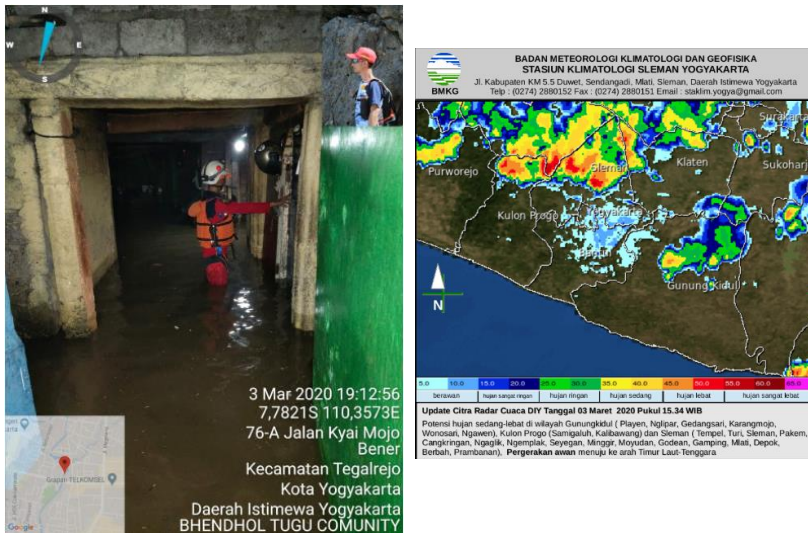 N
W
E
S
3 Mar 2020 19:12:56
7,7821S 110,3573E
76-A Jalan Kyai Mojo
Bener
Kecamatan Tegalrejo
Kota Yogyakarta
Daerah Istimewa Yogyakarta
BHENDHOL TUGU COMUNITY
Grapari TELKOMSEL
Google
BADAN METEOROLOGI KLIMATOLOGI DAN GEOFISIKA
STASIUN KLIMATOLOGI SLEMAN YOGYAKARTA
Jl. Kabupaten KM 5.5 Duwet, Sendangadi, Mlati, Sleman, Daerah Istimewa Yogyakarta
Telp : (0274) 2880152 Fax : (0274) 2880151 Email : staklim.yogya@gmail.com
BMKG
Surakarta
Klaten
Sukoharj
Purworejo
Sleman
Kulon Progo
Yogyakarta
Bantul
Gunung Kidul
N
5.0 10.0 15.0 20.0 25.0 30.0 35.0 40.0 45.0 50.0 55.0 60.0 65.0
berawan hujan sangat ringan hujan ringan hujan sedang hujan lebat hujan sangat lebat
Update Citra Radar Cuaca DIY Tanggal 03 Maret 2020 Pukul 15.34 WIB
Potensi hujan sedang-lebat di wilayah Gunungkidul ( Playen, Nglipar, Gedangsari, Karangmojo,
Wonosari, Ngawen), Kulon Progo (Samigaluh, Kalibawang) dan Sleman ( Tempel, Turi, Sleman, Pakem,
Cangkringan, Ngaglik, Ngemplak, Seyegan, Minggir, Moyudan, Godean, Gamping, Mlati, Depok,
Berbah, Prambanan), Pergerakan awan menuju ke arah Timur Laut-Tenggara